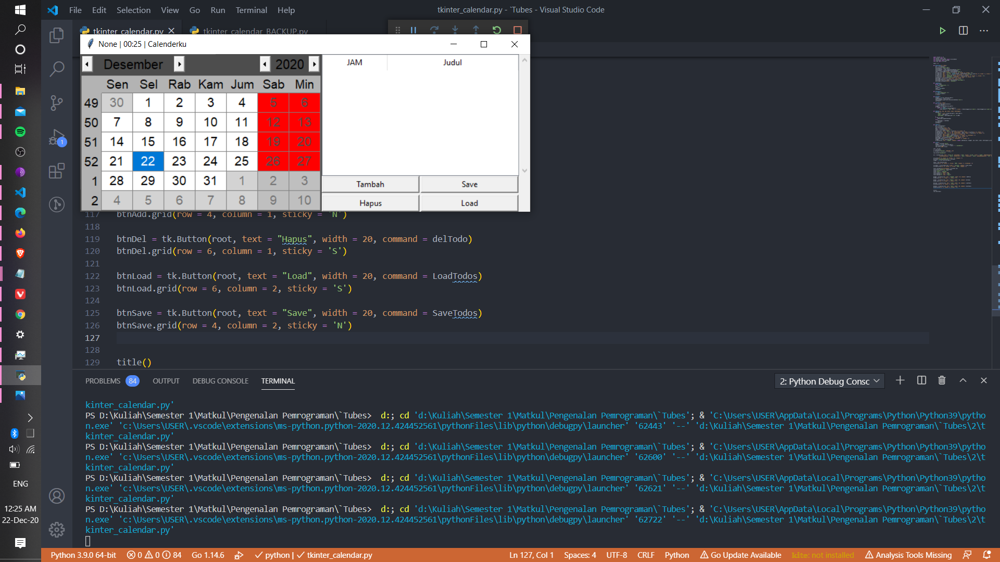 File Edit Selection View Go Run Terminal Help
tkinter_calendar.py - `Tubes - Visual Studio Code
tkinter_calendar.py
tkinter_calendar_BACKUP.py
None | 00:25 | Calenderku
Desember 2020
JAM Judul
Sen Sel Rab Kam Jum Sab Min
49 30 1 2 3 4 5 6
50 7 8 9 10 11 12 13
51 14 15 16 17 18 19 20
52 21 22 23 24 25 26 27
1 28 29 30 31 1 2 3
2 4 5 6 7 8 9 10
Tambah Save
Hapus Load
1
117 btnAdd.grid(row = 4, column = 1, sticky = 'N')
118
119 btnDel = tk.Button(root, text = "Hapus", width = 20, command = delTodo)
120 btnDel.grid(row = 6, column = 1, sticky = 'S')
121
122 btnLoad = tk.Button(root, text = "Load", width = 20, command = LoadTodos)
123 btnLoad.grid(row = 6, column = 2, sticky = 'S')
124
125 btnSave = tk.Button(root, text = "Save", width = 20, command = SaveTodos)
126 btnSave.grid(row = 4, column = 2, sticky = 'N')
127
128
129 title()
PROBLEMS 84 OUTPUT DEBUG CONSOLE TERMINAL
2: Python Debug Consc
kinter_calendar.py'
PS D:\Kuliah\Semester 1\Matkul\Pengenalan Pemrograman\`Tubes>  d:; cd 'd:\Kuliah\Semester 1\Matkul\Pengenalan Pemrograman\`Tubes'; & 'C:\Users\USER\AppData\Local\Programs\Python\Python39\pytho
n.exe' 'c:\Users\USER\.vscode\extensions\ms-python.python-2020.12.424452561\pythonFiles\lib\python\debugpy\launcher' '62443' '--' 'd:\Kuliah\Semester 1\Matkul\Pengenalan Pemrograman\`Tubes\2\t
kinter_calendar.py'
PS D:\Kuliah\Semester 1\Matkul\Pengenalan Pemrograman\`Tubes>  d:; cd 'd:\Kuliah\Semester 1\Matkul\Pengenalan Pemrograman\`Tubes'; & 'C:\Users\USER\AppData\Local\Programs\Python\Python39\pytho
n.exe' 'c:\Users\USER\.vscode\extensions\ms-python.python-2020.12.424452561\pythonFiles\lib\python\debugpy\launcher' '62600' '--' 'd:\Kuliah\Semester 1\Matkul\Pengenalan Pemrograman\`Tubes\2\t
kinter_calendar.py'
PS D:\Kuliah\Semester 1\Matkul\Pengenalan Pemrograman\`Tubes>  d:; cd 'd:\Kuliah\Semester 1\Matkul\Pengenalan Pemrograman\`Tubes'; & 'C:\Users\USER\AppData\Local\Programs\Python\Python39\pytho
n.exe' 'c:\Users\USER\.vscode\extensions\ms-python.python-2020.12.424452561\pythonFiles\lib\python\debugpy\launcher' '62621' '--' 'd:\Kuliah\Semester 1\Matkul\Pengenalan Pemrograman\`Tubes\2\t
kinter_calendar.py'
PS D:\Kuliah\Semester 1\Matkul\Pengenalan Pemrograman\`Tubes>  d:; cd 'd:\Kuliah\Semester 1\Matkul\Pengenalan Pemrograman\`Tubes'; & 'C:\Users\USER\AppData\Local\Programs\Python\Python39\pytho
n.exe' 'c:\Users\USER\.vscode\extensions\ms-python.python-2020.12.424452561\pythonFiles\lib\python\debugpy\launcher' '62722' '--' 'd:\Kuliah\Semester 1\Matkul\Pengenalan Pemrograman\`Tubes\2\t
kinter_calendar.py'
ENG
12:25 AM
22-Dec-20
Python 3.9.0 64-bit 0 0 84 Go 1.14.6 python | tkinter_calendar.py Ln 127, Col 1 Spaces: 4 UTF-8 CRLF Python Go Update Available kite: not installed Analysis Tools Missing